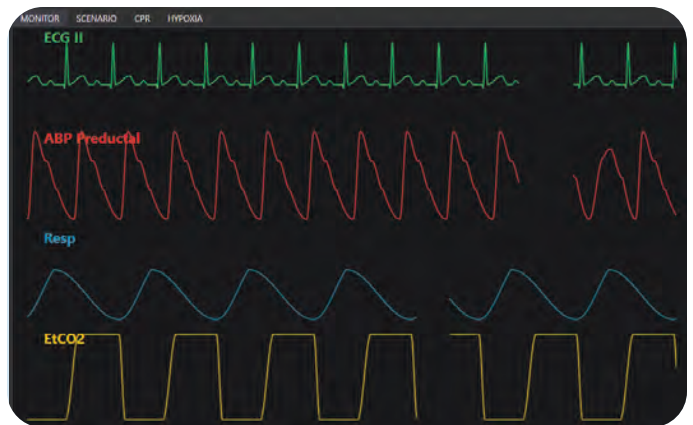 MONITOR SCENARIO CPR HYPOXIA
ECG II
ABP Preductal
Resp
EtCO2